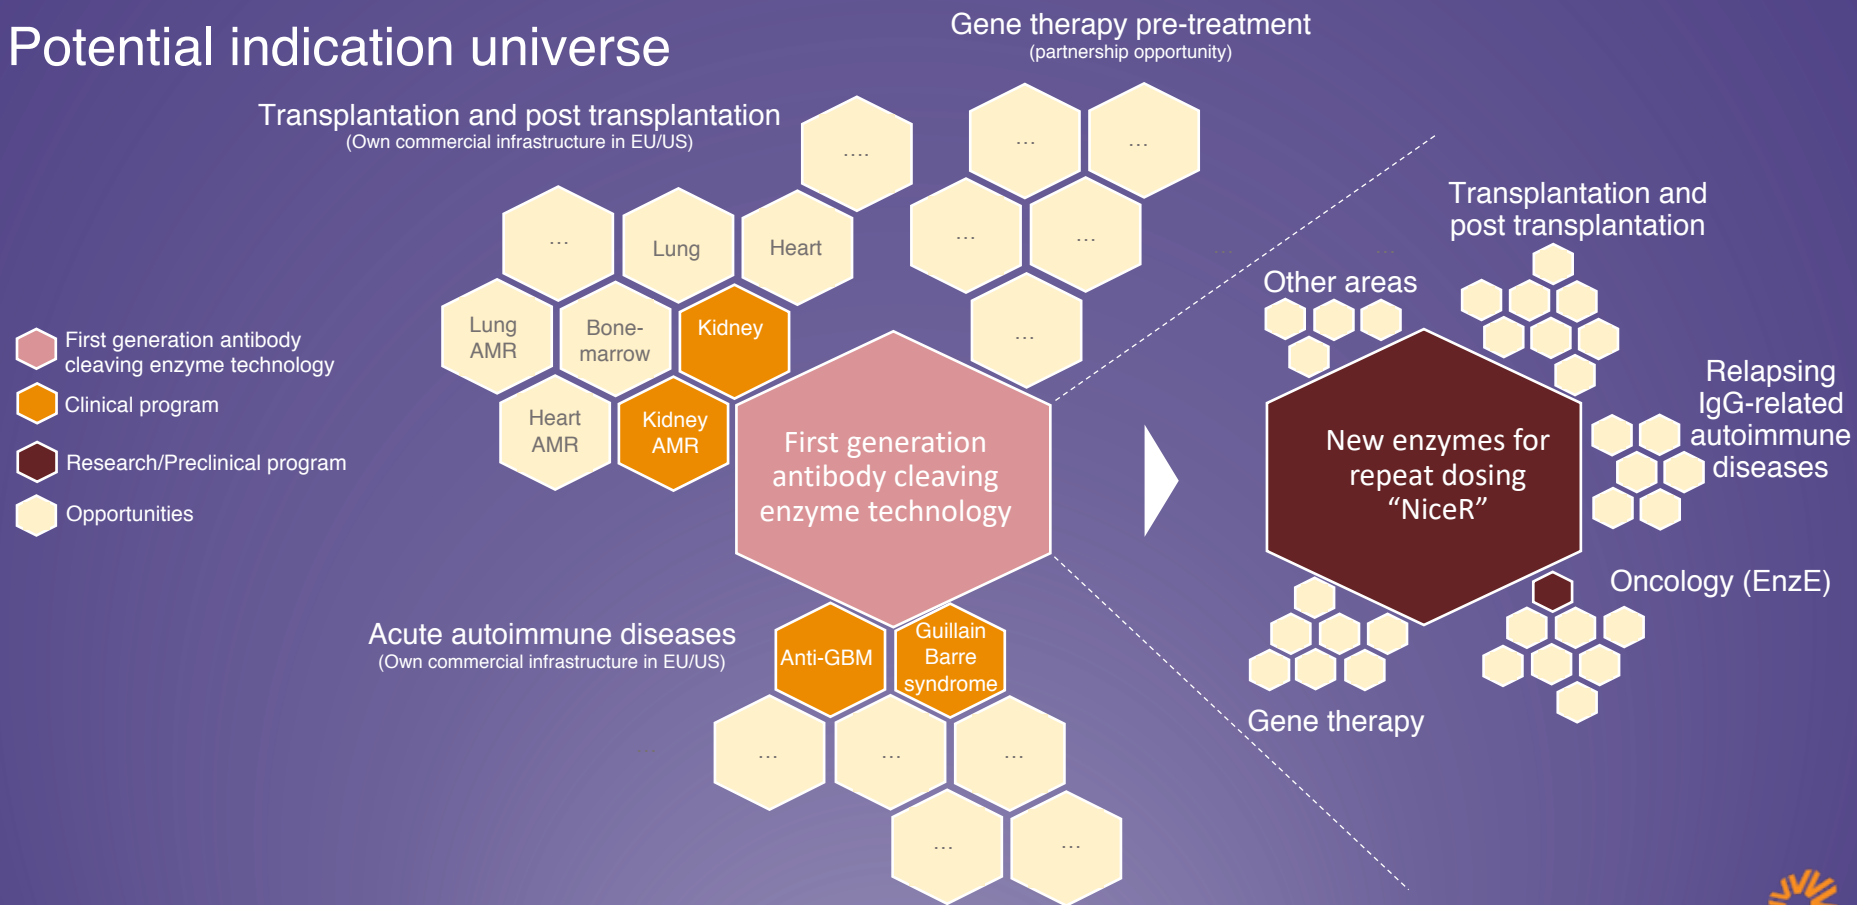 Potential indication universe
Gene therapy pre-treatment
(partnership opportunity)
Transplantation and post transplantation
(Own commercial infrastructure in EU/US)
....
...
...
...
Lung
Heart
...
...
...
Lung
AMR
Bone-
marrow
Kidney
Heart
AMR
Kidney
AMR
First generation antibody
cleaving enzyme technology
Clinical program
Research/Preclinical program
Opportunities
First generation
antibody cleaving
enzyme technology
Acute autoimmune diseases
(Own commercial infrastructure in EU/US)
Anti-GBM
Guillain
Barre
syndrome
....
...
...
...
...
...
...
...
Transplantation and
post transplantation
Other areas
Relapsing
IgG-related
autoimmune
diseases
New enzymes for
repeat dosing
“NiceR”
Oncology (EnzE)
Gene therapy